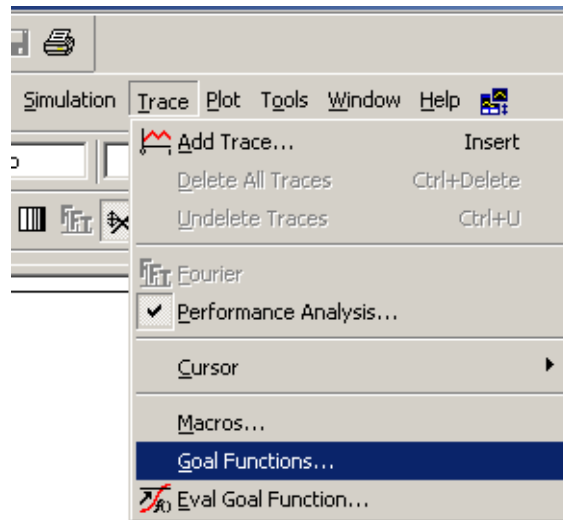 Simulation Trace Plot Tools Window Help
Add Trace... Insert
Delete All Traces Ctrl+Delete
Undelete Traces Ctrl+U
FFT
Fourier
Performance Analysis...
Cursor
Macros...
Goal Functions...
Eval Goal Function...